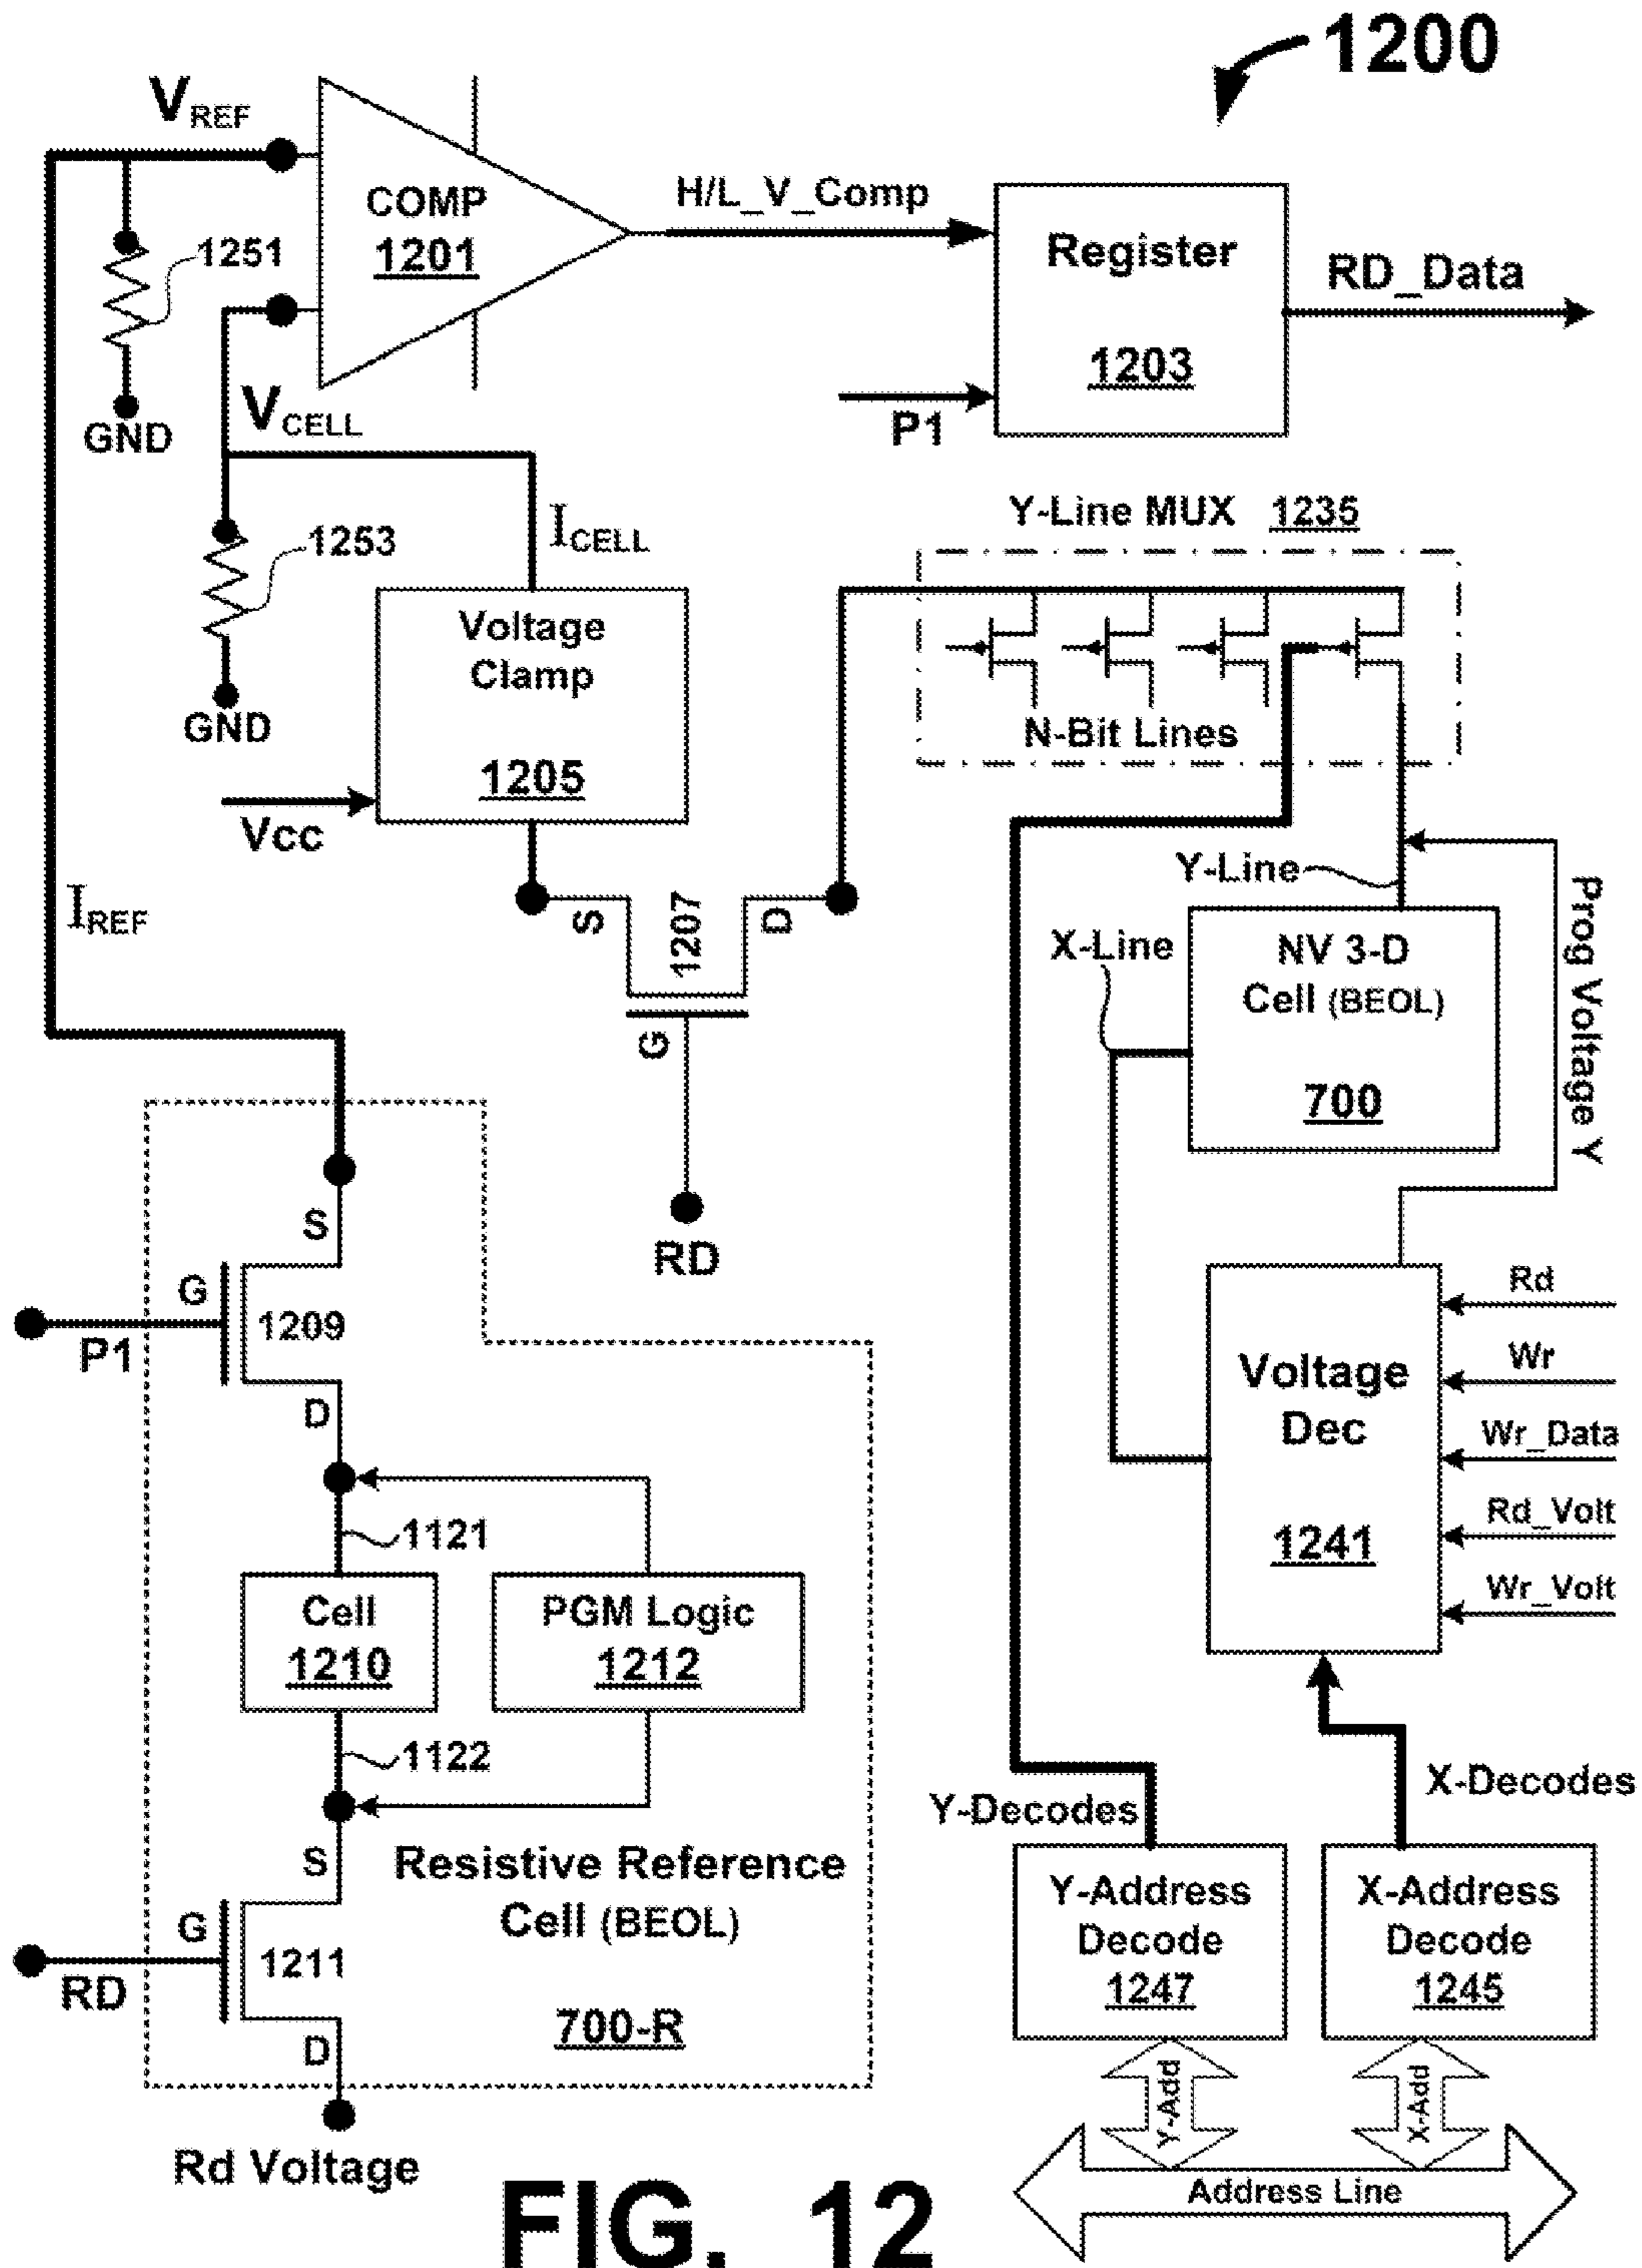 1200
VREF
COMP
1201
H/L_V_Comp
Register
1203
RD_Data
P1
1251
GND
VCELL
ICELL
1253
GND
Voltage
Clamp
1205
Vcc
Y-Line MUX 1235
N-Bit Lines
IREF
S
1207
D
G
RD
Y-Line
X-Line
NV 3-D
Cell (BEOL)
700
Prog Voltage Y
S
G
1209
P1
D
1121
Cell
1210
PGM Logic
1212
1122
S
G
1211
RD
D
Resistive Reference
Cell (BEOL)
700-R
Rd Voltage
Voltage
Dec
1241
Rd
Wr
Wr_Data
Rd_Volt
Wr_Volt
X-Decodes
Y-Decodes
Y-Address
Decode
1247
X-Address
Decode
1245
Y-Add
X-Add
Address Line
FIG. 12